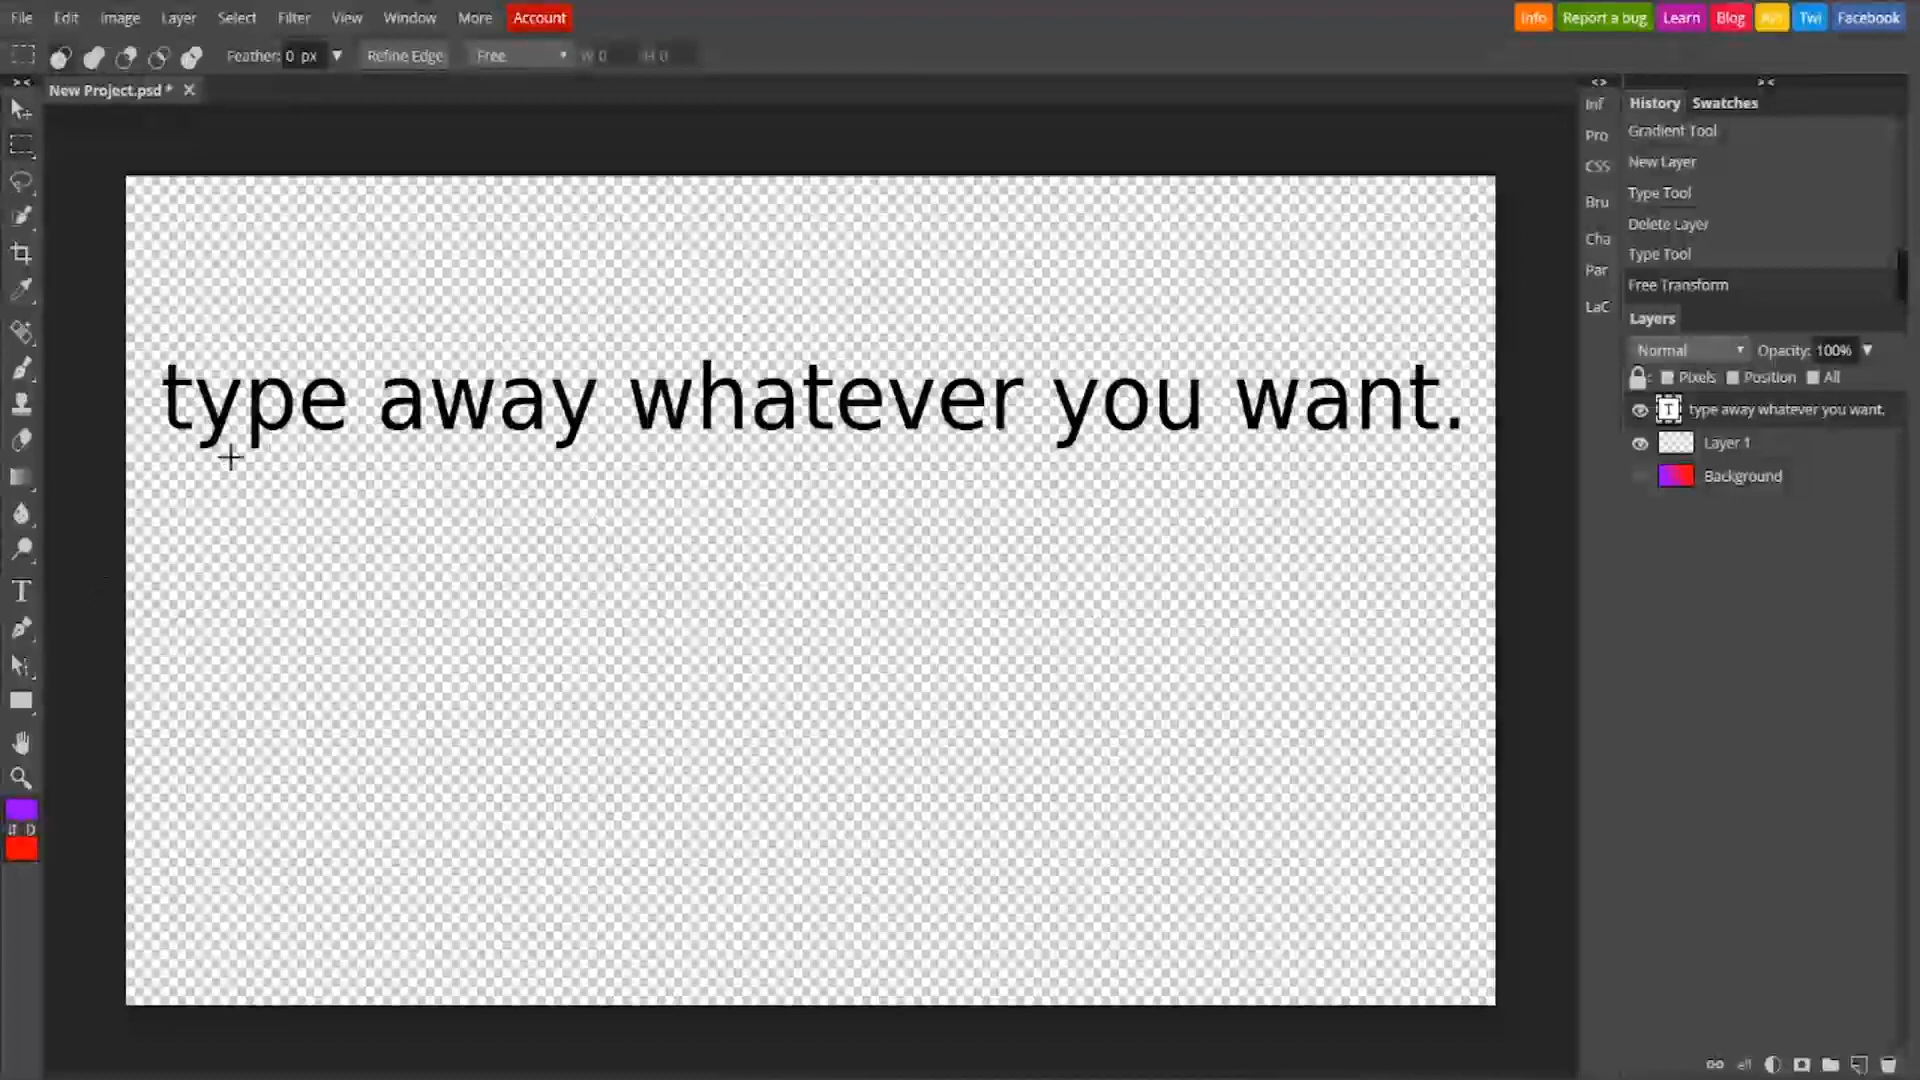 File Edit Image Layer Select Filter View Window More Account Info Report a bug Learn Blog Twi Facebook
Feather: 0 px Refine Edge Free W 0 H 0
New Project.psd *
Inf
Pro
CSS
Bru
Cha
Par
LaC
History Swatches
Gradient Tool
New Layer
Type Tool
Delete Layer
Type Tool
Free Transform
Layers
Normal Opacity: 100%
Pixels Position All
T type away whatever you want.
Layer 1
Background
type away whatever you want.
T
D
eff